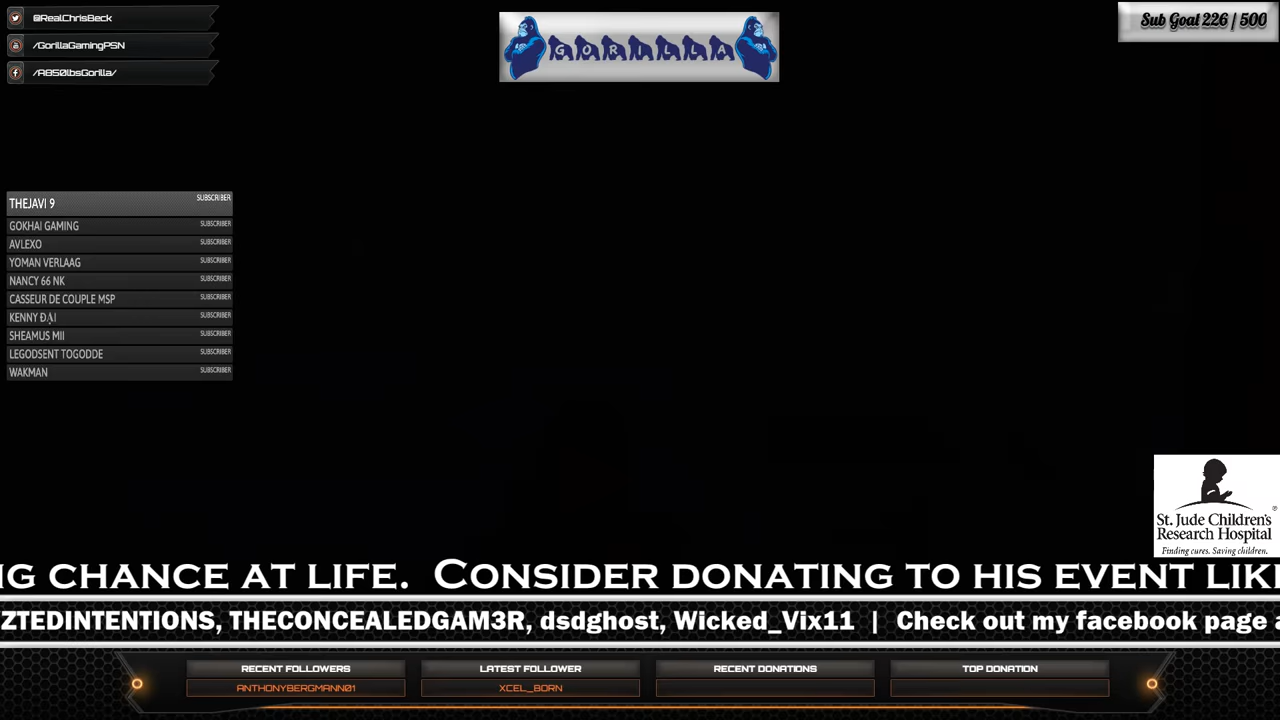 @RealChrisBeck
/GorillaGamingPSN
/A850lbsGorilla/
GORILLA
Sub Goal 226 / 500
THEJAVI 9 SUBSCRIBER
GOKHAI GAMING SUBSCRIBER
AVLEXO SUBSCRIBER
YOMAN VERLAAG SUBSCRIBER
NANCY 66 NK SUBSCRIBER
CASSEUR DE COUPLE MSP SUBSCRIBER
KENNY ĐẠI SUBSCRIBER
SHEAMUS MII SUBSCRIBER
LEGODSENT TOGODDE SUBSCRIBER
WAKMAN SUBSCRIBER
St. Jude Children's
Research Hospital
Finding cures. Saving children.
NG CHANCE AT LIFE. CONSIDER DONATING TO HIS EVENT LIK
ZTEDINTENTIONS, THECONCEALEDGAM3R, dsdghost, Wicked_Vix11 | Check out my facebook page a
RECENT FOLLOWERS LATEST FOLLOWER RECENT DONATIONS TOP DONATION
ANTHONYBERGMANN01 XCEL_BORN